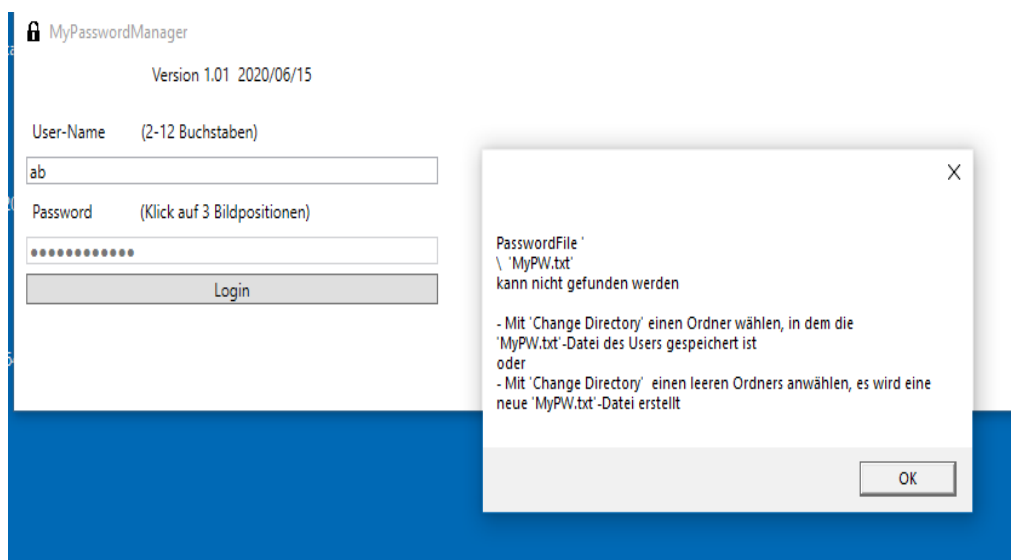 MyPasswordManager
Version 1.01 2020/06/15
User-Name (2-12 Buchstaben)
ab
Password (Klick auf 3 Bildpositionen)
Login
PasswordFile '
\ 'MyPW.txt'
kann nicht gefunden werden
- Mit 'Change Directory' einen Ordner wählen, in dem die
'MyPW.txt'-Datei des Users gespeichert ist
oder
- Mit 'Change Directory' einen leeren Ordners anwählen, es wird eine
neue 'MyPW.txt'-Datei erstellt
OK